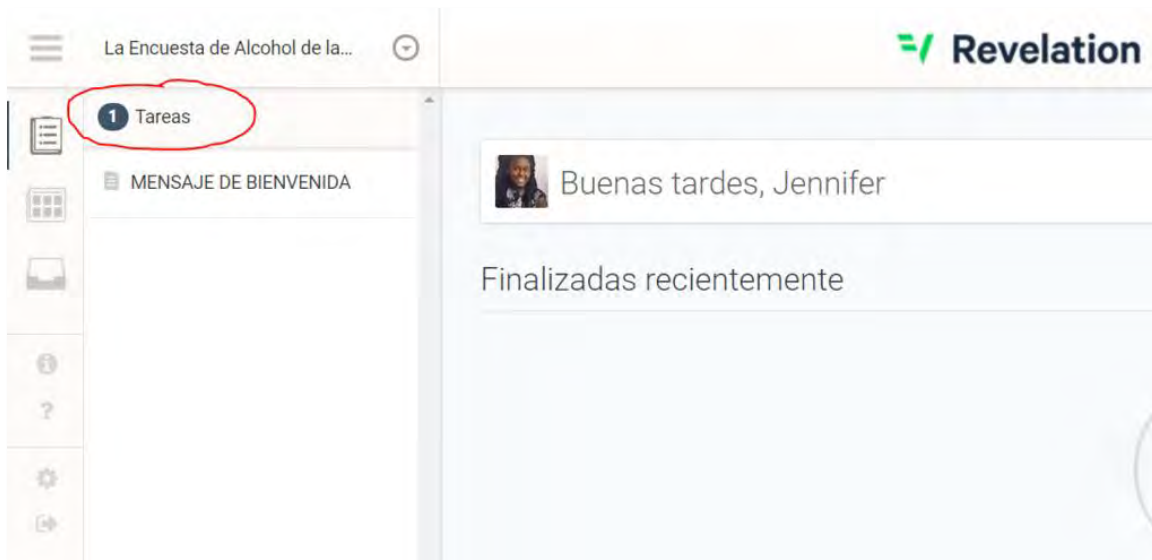 La Encuesta de Alcohol de la...
Revelation
1 Tareas
MENSAJE DE BIENVENIDA
Buenas tardes, Jennifer
Finalizadas recientemente
?